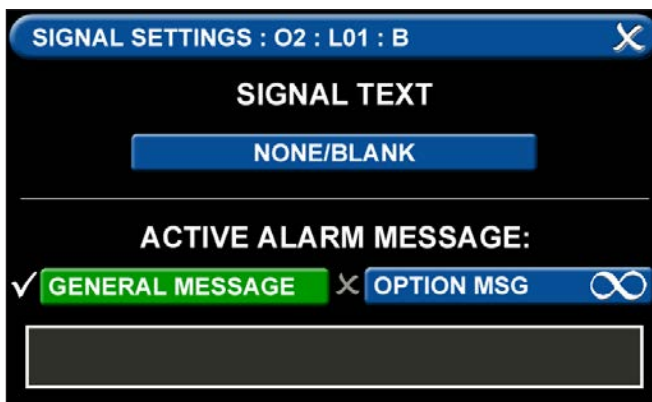 SIGNAL SETTINGS : O2 : L01 : B
SIGNAL TEXT
NONE/BLANK
ACTIVE ALARM MESSAGE:
GENERAL MESSAGE OPTION MSG